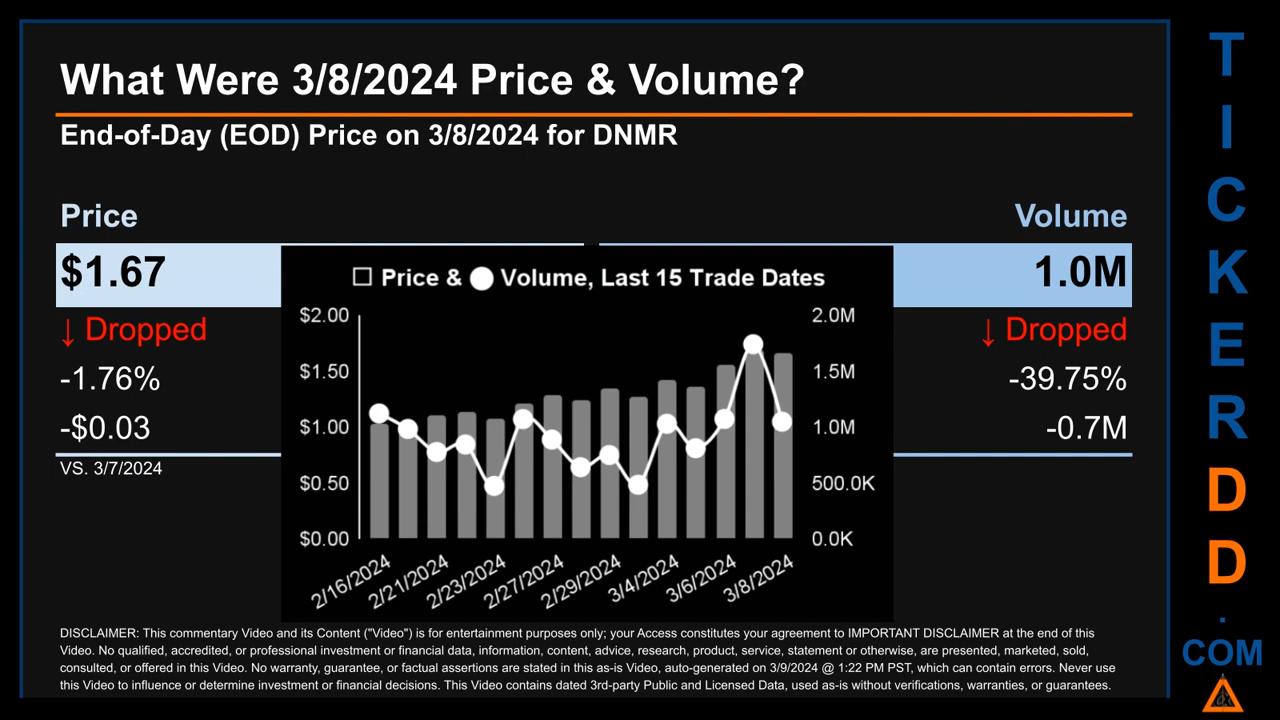 What Were 3/8/2024 Price & Volume?
End-of-Day (EOD) Price on 3/8/2024 for DNMR
Price
Volume
$1.67
1.0M
↓ Dropped
↓ Dropped
-1.76%
-39.75%
-$0.03
-0.7M
VS. 3/7/2024
Price & Volume, Last 15 Trade Dates
$2.00
$1.50
$1.00
$0.50
$0.00
2.0M
1.5M
1.0M
500.0K
0.0K
2/16/2024
2/21/2024
2/23/2024
2/27/2024
2/29/2024
3/4/2024
3/6/2024
3/8/2024
DISCLAIMER: This commentary Video and its Content ("Video") is for entertainment purposes only; your Access constitutes your agreement to IMPORTANT DISCLAIMER at the end of this
Video. No qualified, accredited, or professional investment or financial data, information, content, advice, research, product, service, statement or otherwise, are presented, marketed, sold,
consulted, or offered in this Video. No warranty, guarantee, or factual assertions are stated in this as-is Video, auto-generated on 3/9/2024 @ 1:22 PM PST, which can contain errors. Never use
this Video to influence or determine investment or financial decisions. This Video contains dated 3rd-party Public and Licensed Data, used as-is without verifications, warranties, or guarantees.
T
I
C
K
E
R
D
D
.
COM